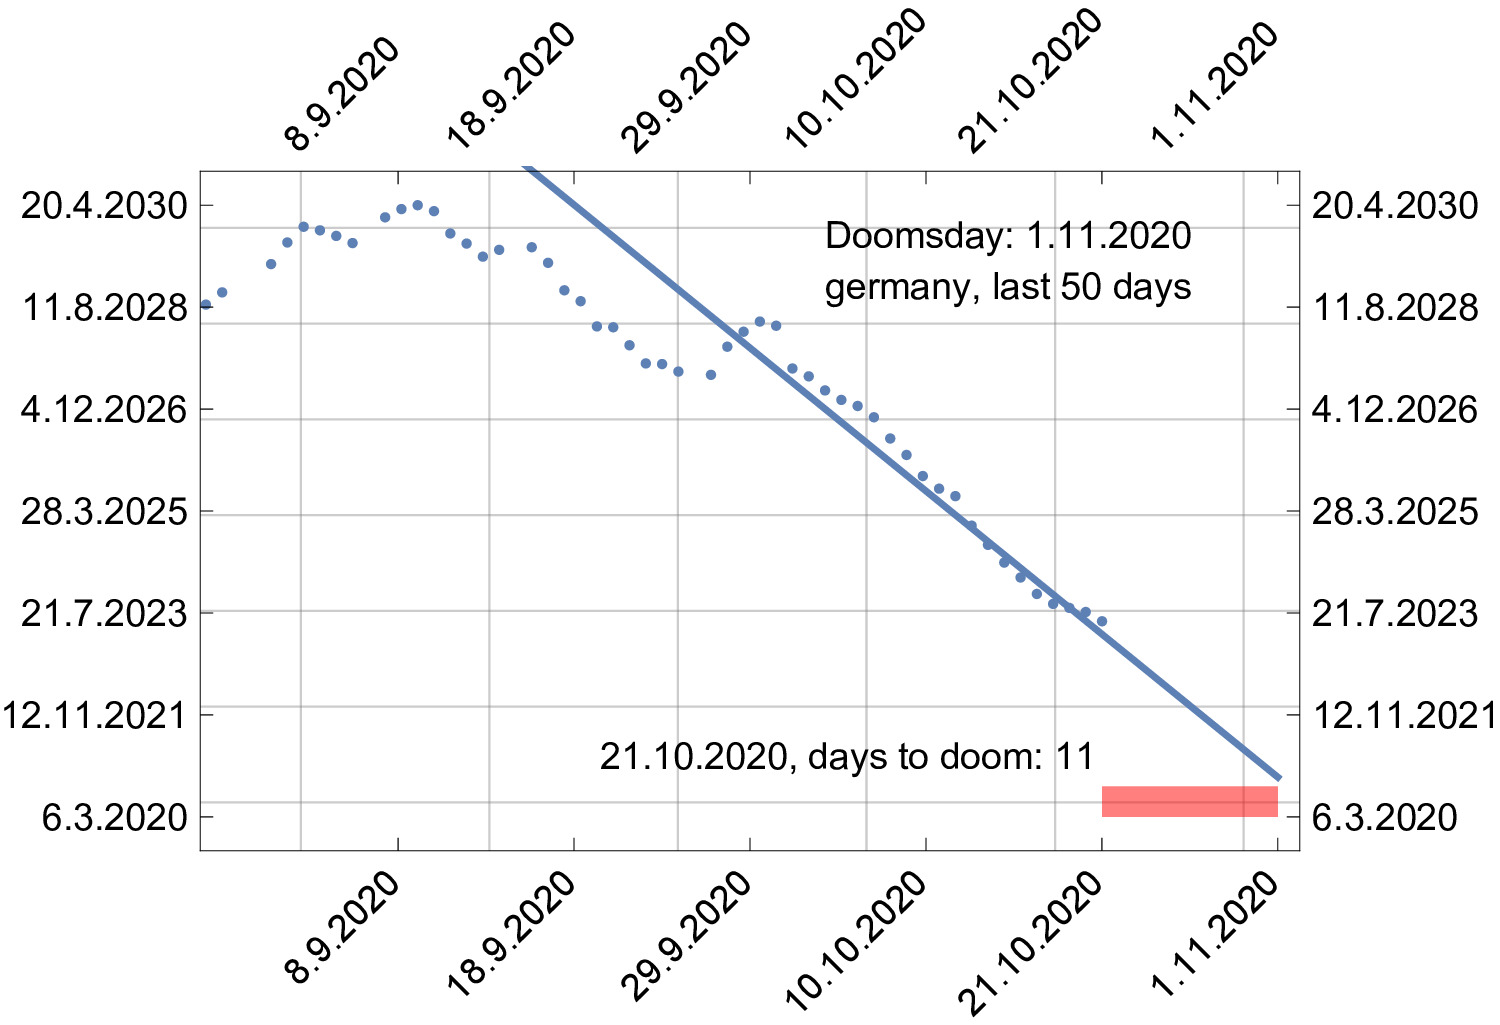 8.9.2020 18.9.2020 29.9.2020 10.10.2020 21.10.2020 1.11.2020
20.4.2030 20.4.2030
Doomsday: 1.11.2020
germany, last 50 days
11.8.2028 11.8.2028
4.12.2026 4.12.2026
28.3.2025 28.3.2025
21.7.2023 21.7.2023
12.11.2021 12.11.2021
21.10.2020, days to doom: 11
6.3.2020 6.3.2020
8.9.2020 18.9.2020 29.9.2020 10.10.2020 21.10.2020 1.11.2020